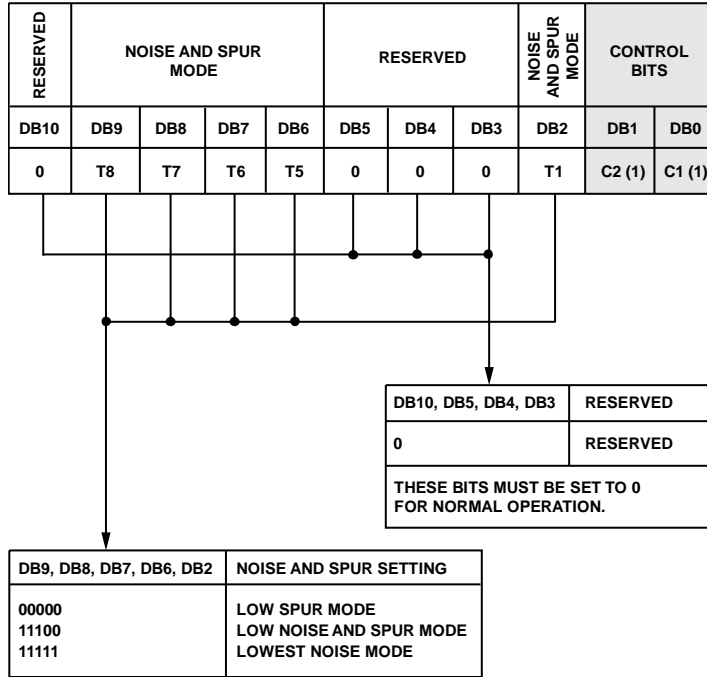 RESERVED
NOISE AND SPUR
MODE
RESERVED
NOISE
AND SPUR
MODE
CONTROL
BITS
DB10 DB9 DB8 DB7 DB6 DB5 DB4 DB3 DB2 DB1 DB0
0 T8 T7 T6 T5 0 0 0 T1 C2 (1) C1 (1)
DB10, DB5, DB4, DB3 RESERVED
0 RESERVED
THESE BITS MUST BE SET TO 0
FOR NORMAL OPERATION.
DB9, DB8, DB7, DB6, DB2 NOISE AND SPUR SETTING
00000 LOW SPUR MODE
11100 LOW NOISE AND SPUR MODE
11111 LOWEST NOISE MODE